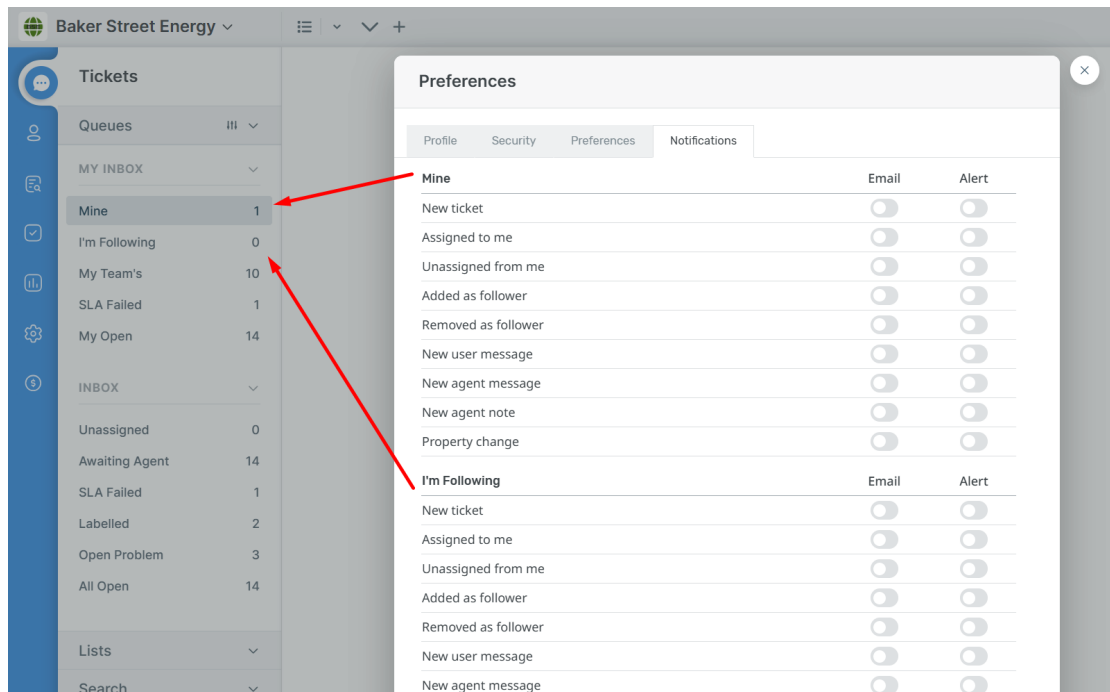 Baker Street Energy
Tickets
Queues
MY INBOX
Mine 1
I'm Following 0
My Team's 10
SLA Failed 1
My Open 14
INBOX
Unassigned 0
Awaiting Agent 14
SLA Failed 1
Labelled 2
Open Problem 3
All Open 14
Lists
Search
Preferences
Profile Security Preferences Notifications
Mine Email Alert
New ticket
Assigned to me
Unassigned from me
Added as follower
Removed as follower
New user message
New agent message
New agent note
Property change
I'm Following Email Alert
New ticket
Assigned to me
Unassigned from me
Added as follower
Removed as follower
New user message
New agent message